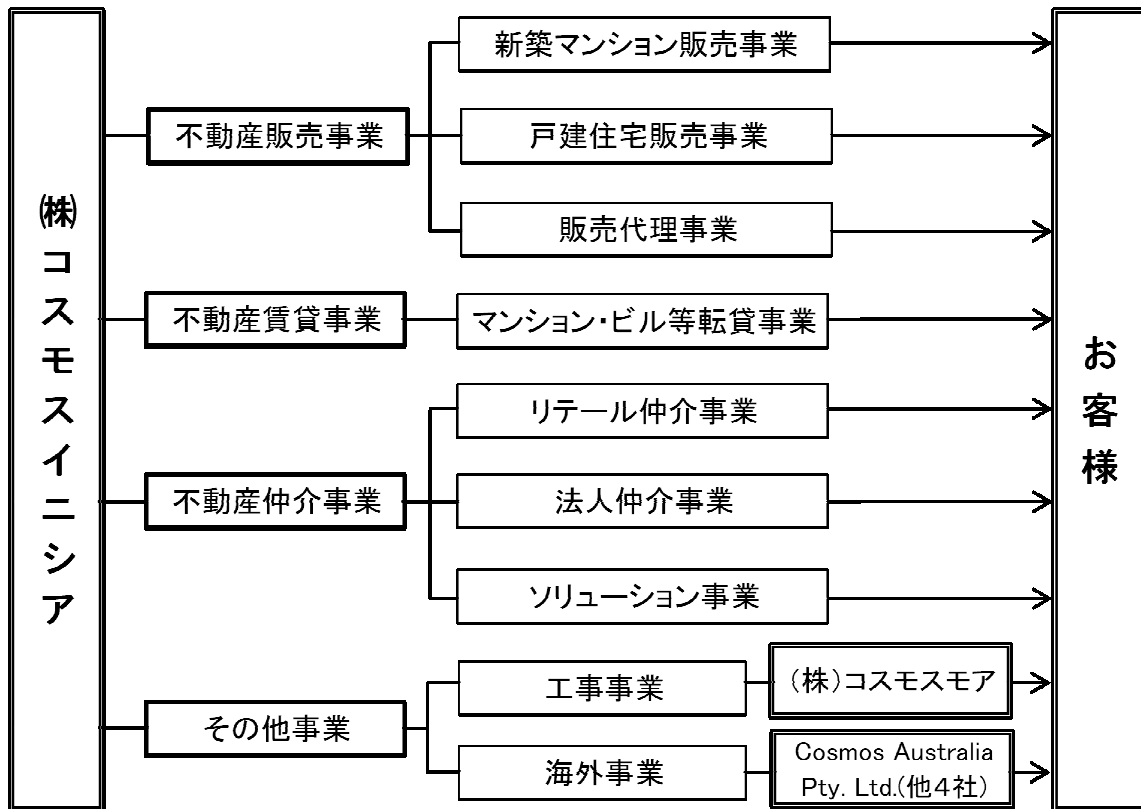 ㈱コスモスイニシア
不動産販売事業
新築マンション販売事業
戸建住宅販売事業
販売代理事業
不動産賃貸事業
マンション・ビル等転貸事業
不動産仲介事業
リテール仲介事業
法人仲介事業
ソリューション事業
その他事業
工事事業
(株)コスモスモア
海外事業
Cosmos Australia
Pty. Ltd.(他4社)
お客様